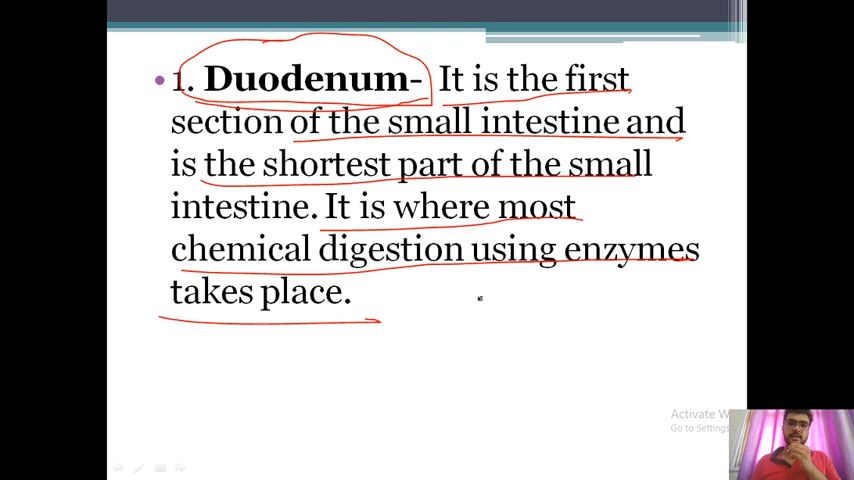 1. Duodenum- It is the first
section of the small intestine and
is the shortest part of the small
intestine. It is where most
chemical digestion using enzymes
takes place.
Activate W
Go to Settings